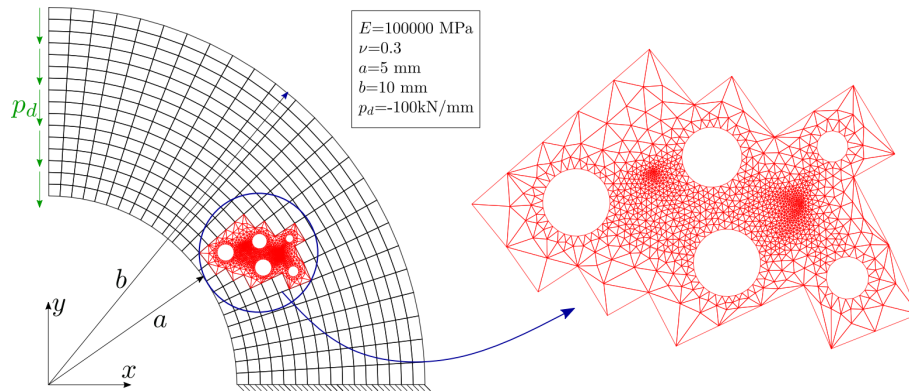 E=100000 MPa
ν=0.3
a=5 mm
b=10 mm
p_d=-100kN/mm
p_d
b
a
y
x